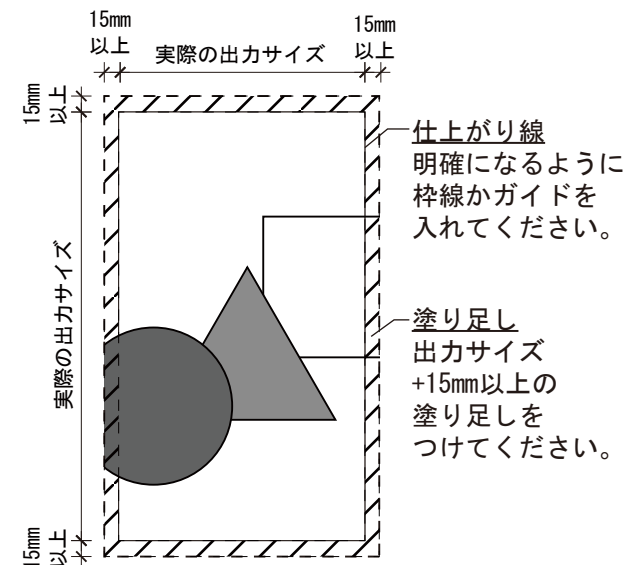 15mm
以上
実際の出力サイズ
15mm
以上
15mm
以上
実際の出力サイズ
15mm
以上
仕上がり線
明確になるように
枠線かガイドを
入れてください。
塗り足し
出力サイズ
+15mm以上の
塗り足しを
つけてください。